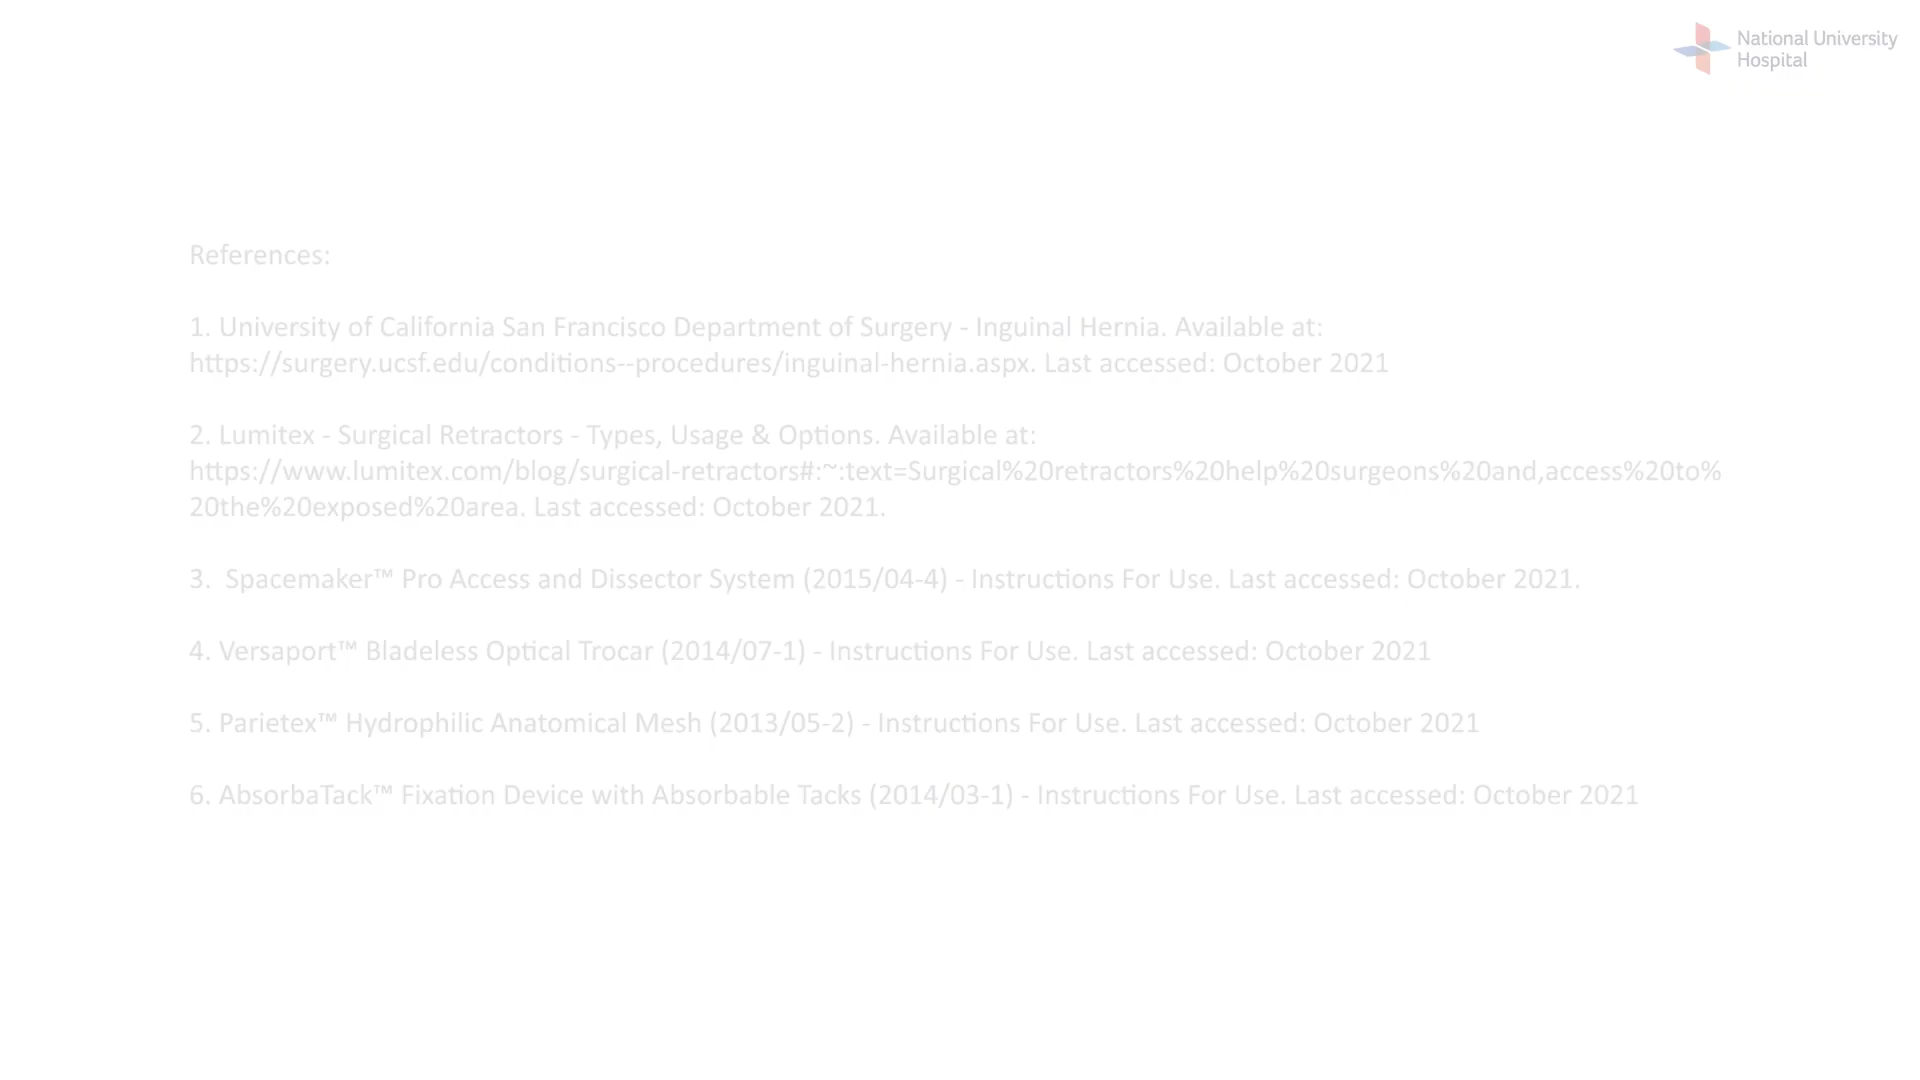 National University
Hospital
References:
1. University of California San Francisco Department of Surgery - Inguinal Hernia. Available at:
https://surgery.ucsf.edu/conditions--procedures/inguinal-hernia.aspx. Last accessed: October 2021
2. Lumitex - Surgical Retractors - Types, Usage & Options. Available at:
https://www.lumitex.com/blog/surgical-retractors#:~:text=Surgical%20retractors%20help%20surgeons%20and,access%20to%
20the%20exposed%20area. Last accessed: October 2021.
3.  Spacemaker™ Pro Access and Dissector System (2015/04-4) - Instructions For Use. Last accessed: October 2021.
4. Versaport™ Bladeless Optical Trocar (2014/07-1) - Instructions For Use. Last accessed: October 2021
5. Parietex™ Hydrophilic Anatomical Mesh (2013/05-2) - Instructions For Use. Last accessed: October 2021
6. AbsorbaTack™ Fixation Device with Absorbable Tacks (2014/03-1) - Instructions For Use. Last accessed: October 2021